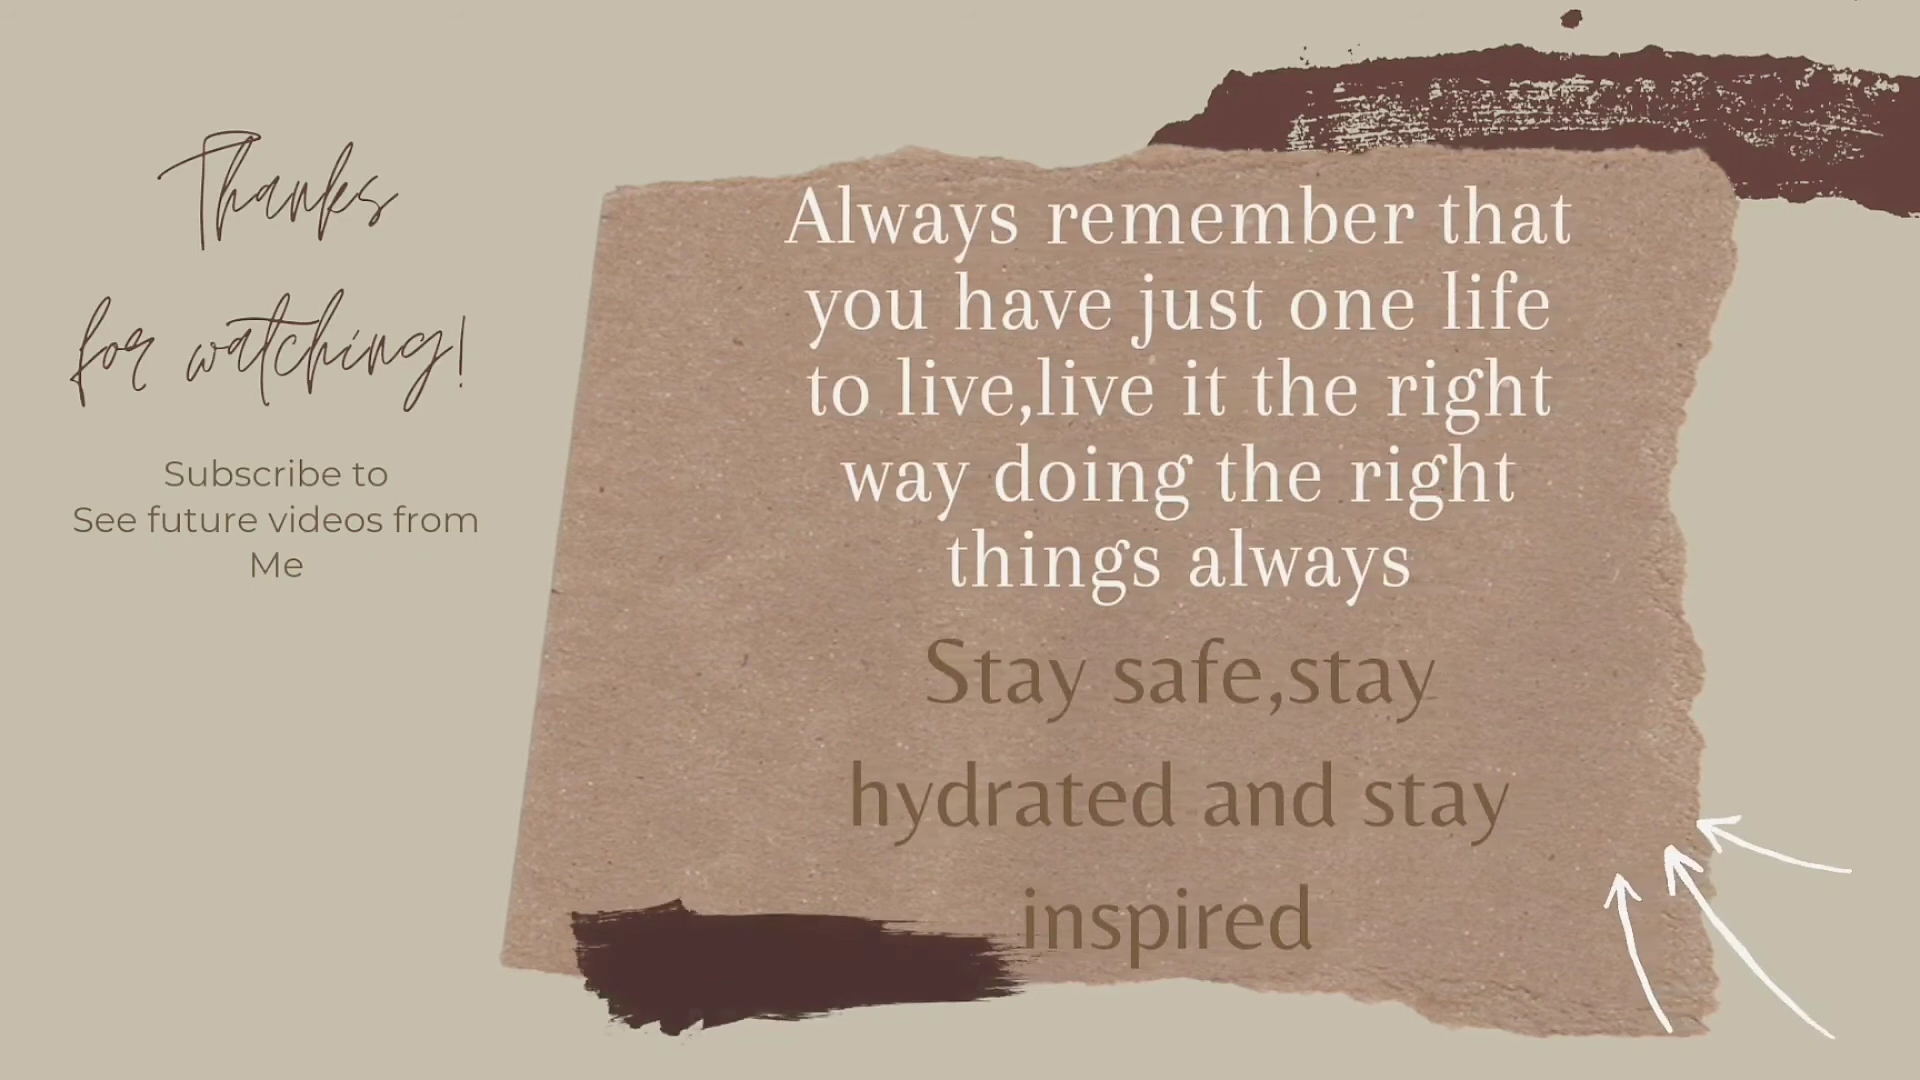 Thanks
for watching!
Subscribe to
See future videos from
Me
Always remember that
you have just one life
to live,live it the right
way doing the right
things always
Stay safe,stay
hydrated and stay
inspired